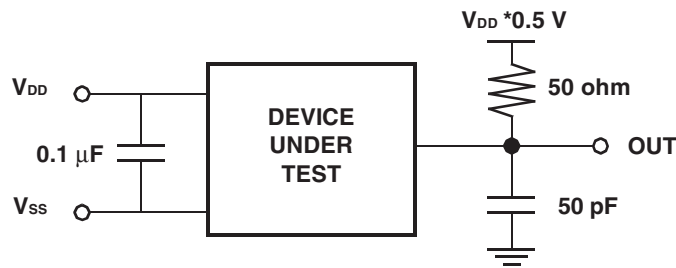 VDD *0.5 V
VDD
50 ohm
DEVICE
UNDER
TEST
0.1 µF
OUT
VSS
50 pF